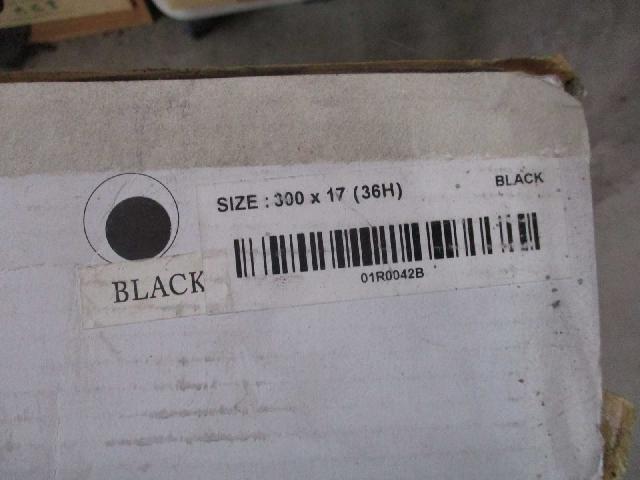 SIZE : 300 x 17 (36H)
BLACK
01R0042B
BLACK